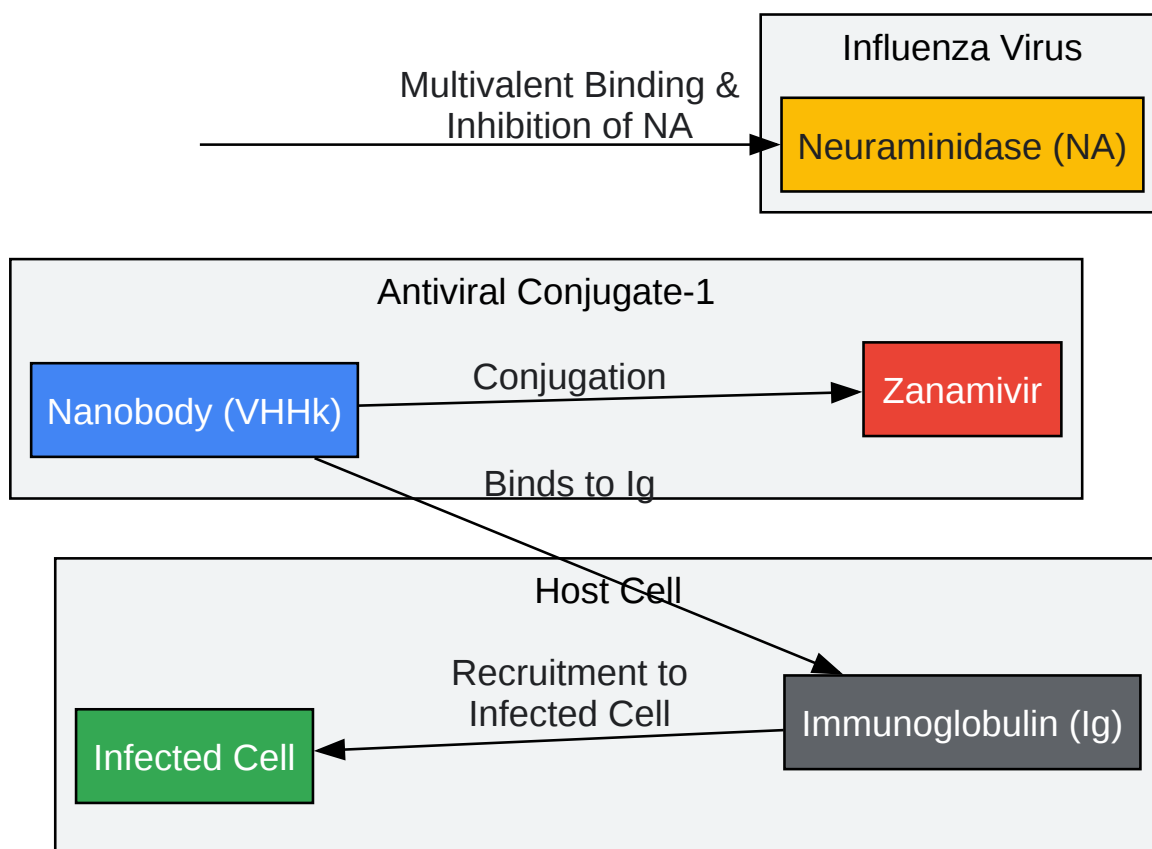 Influenza Virus
Multivalent Binding &
Inhibition of NA
Neuraminidase (NA)
Antiviral Conjugate-1
Conjugation
Zanamivir
Nanobody (VHHk)
Binds to Ig
Host Cell
Recruitment to
Infected Cell
Immunoglobulin (Ig)
Infected Cell